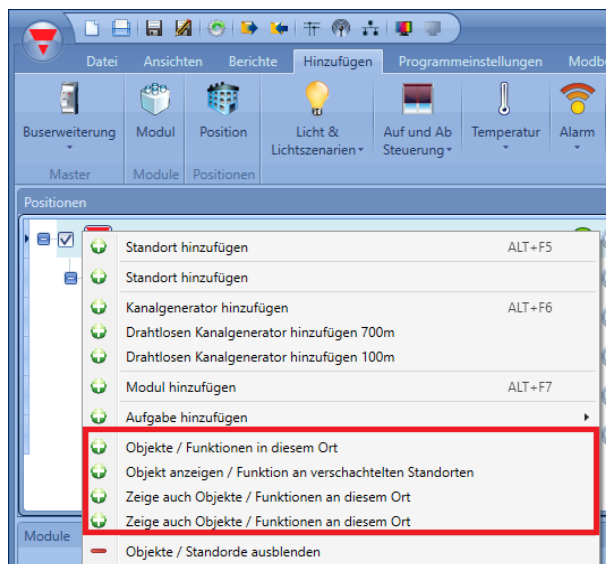 Datei Ansichten Berichte Hinzufügen Programmeinstellungen Modb
Buserweiterung Modul Position Licht & Auf und Ab Temperatur Alarm
Lichtszenarien Steuerung
Master Module Positionen
Positionen
Standort hinzufügen ALT+F5
Standort hinzufügen
Kanalgenerator hinzufügen ALT+F6
Drahtlosen Kanalgenerator hinzufügen 700m
Drahtlosen Kanalgenerator hinzufügen 100m
Modul hinzufügen ALT+F7
Aufgabe hinzufügen
Objekte / Funktionen in diesem Ort
Objekt anzeigen / Funktion an verschachtelten Standorten
Zeige auch Objekte / Funktionen an diesem Ort
Zeige auch Objekte / Funktionen an diesem Ort
Module
Objekte / Standorde ausblenden